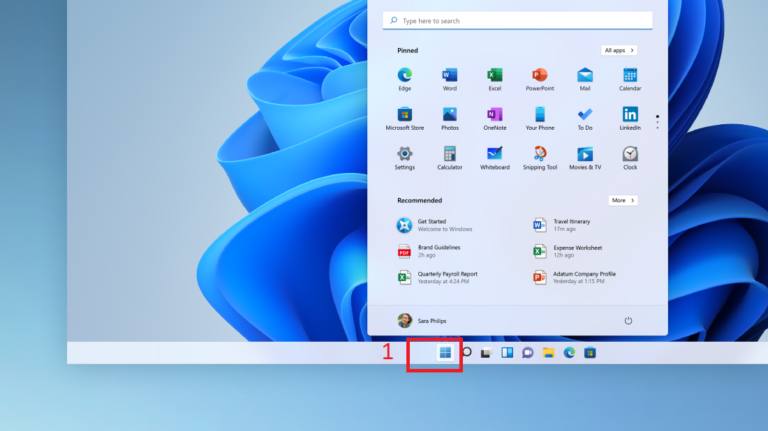 Type here to search
Pinned
All apps >
Edge
Word
Excel
PowerPoint
Mail
Calendar
Microsoft Store
Photos
OneNote
Your Phone
To Do
LinkedIn
Settings
Calculator
Whiteboard
Snipping Tool
Movies & TV
Clock
Recommended
More >
Get Started
Welcome to Windows
Travel Itinerary
17m ago
Brand Guidelines
2h ago
Expense Worksheet
12h ago
Quarterly Payroll Report
Yesterday at 4:24 PM
Adatum Company Profile
Yesterday at 1:15 PM
Sara Philips
1